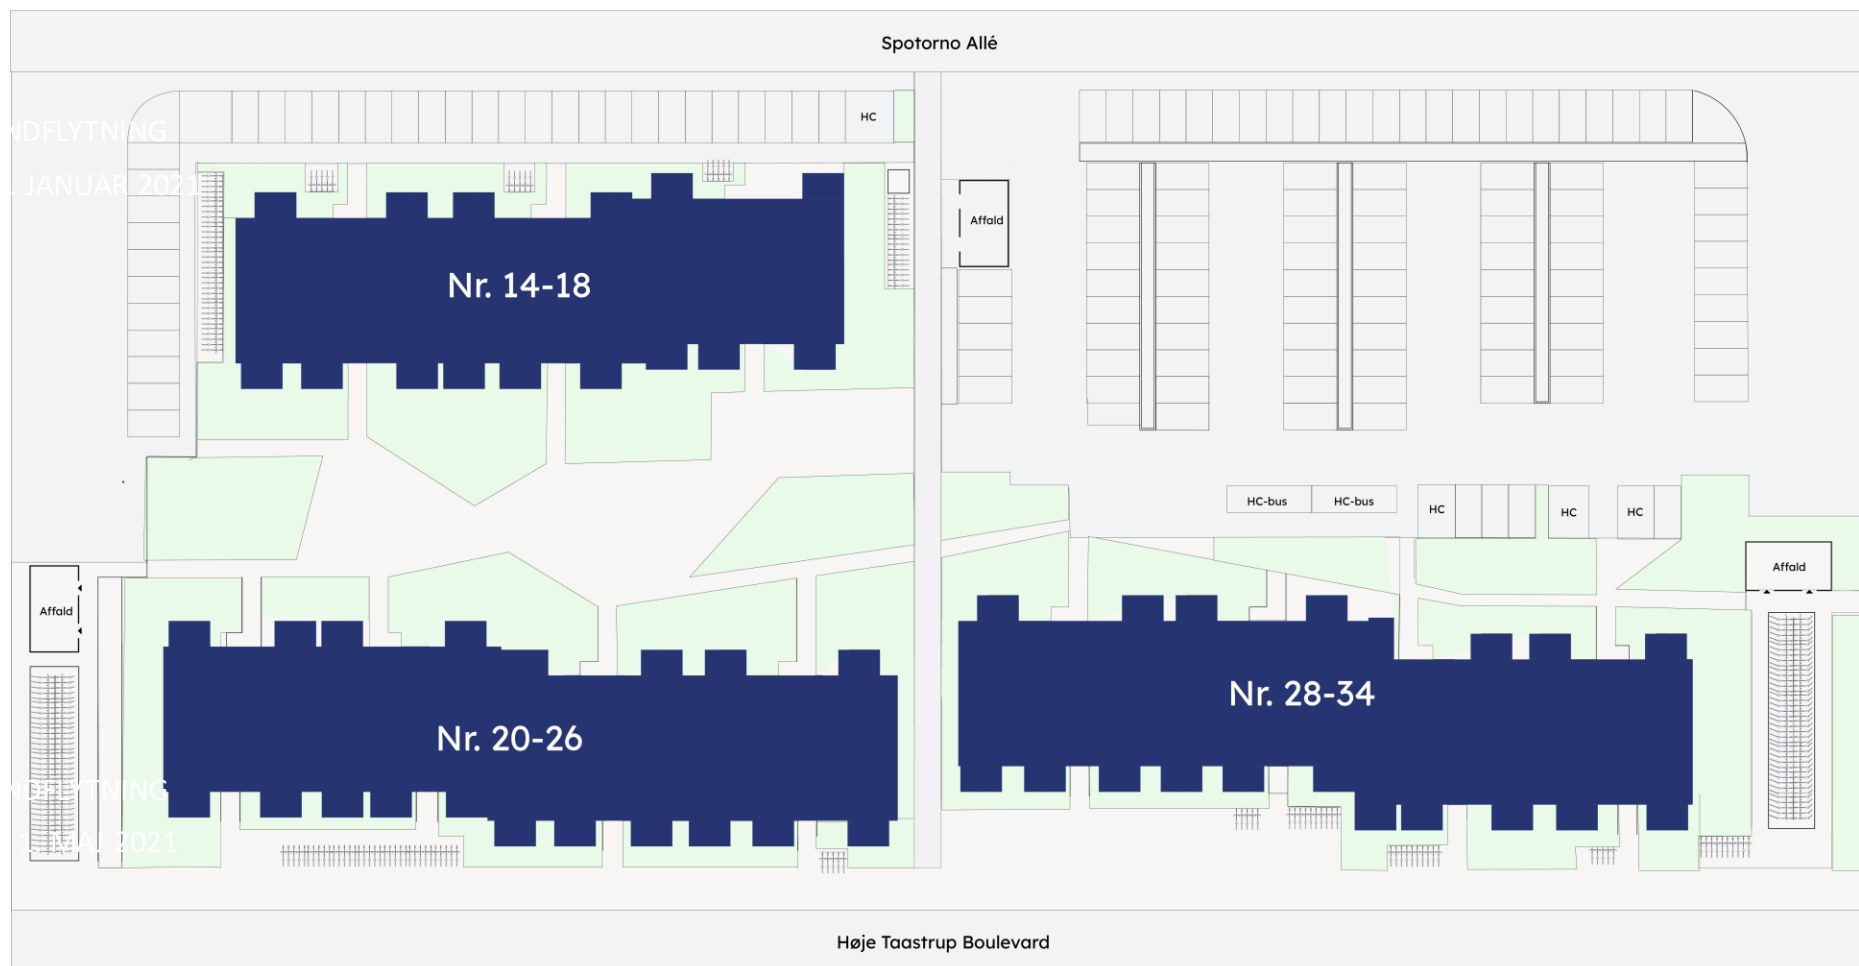 Spotorno Allé
HC
NDFLYTNING
. JANUAR 2021
Affald
Nr. 14-18
HC-bus
HC-bus
HC
HC
HC
Affald
Affald
Nr. 28-34
Nr. 20-26
NDFLYTNING
1. MAJ 2021
Høje Taastrup Boulevard